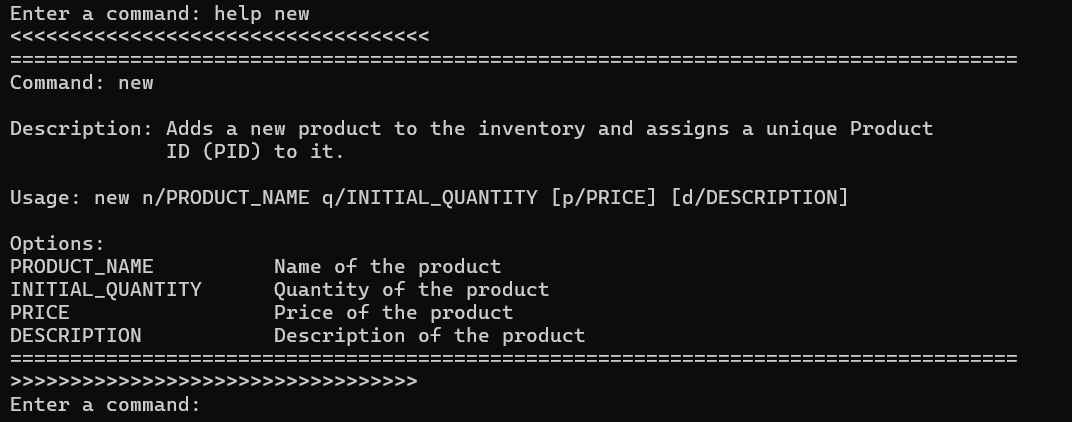 Enter a command: help new
<<<<<<<<<<<<<<<<<<<<<<<<<<<<<<<<<<<
====================================================================================
Command: new
Description: Adds a new product to the inventory and assigns a unique Product
ID (PID) to it.
Usage: new n/PRODUCT_NAME q/INITIAL_QUANTITY [p/PRICE] [d/DESCRIPTION]
Options:
PRODUCT_NAME          Name of the product
INITIAL_QUANTITY      Quantity of the product
PRICE                 Price of the product
DESCRIPTION           Description of the product
====================================================================================
>>>>>>>>>>>>>>>>>>>>>>>>>>>>>>>>>>
Enter a command: